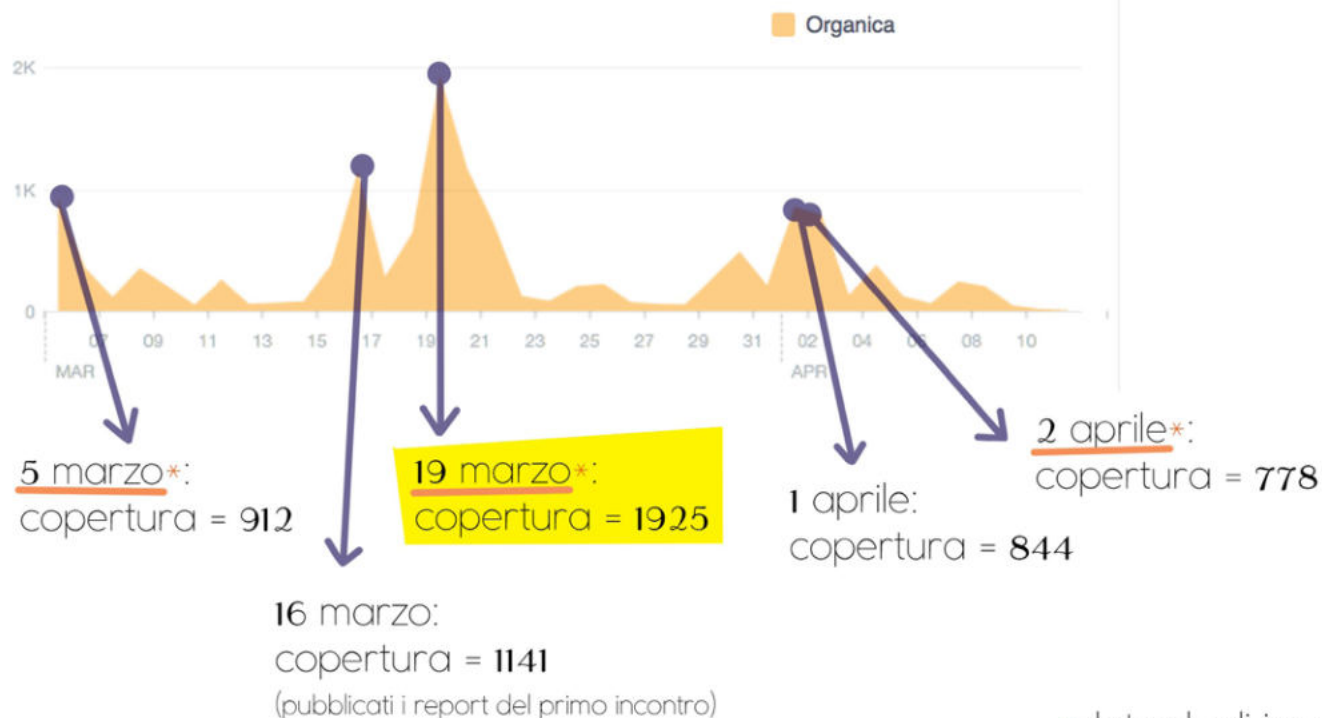 Organica
2K
1K
0
07 09 11 13 15 17 19 21 23 25 27 29 31 02 04 06 08 10
MAR APR
5 marzo*:
copertura = 912
19 marzo*:
copertura = 1925
1 aprile:
copertura = 844
2 aprile*:
copertura = 778
16 marzo:
copertura = 1141
(pubblicati i report del primo incontro)